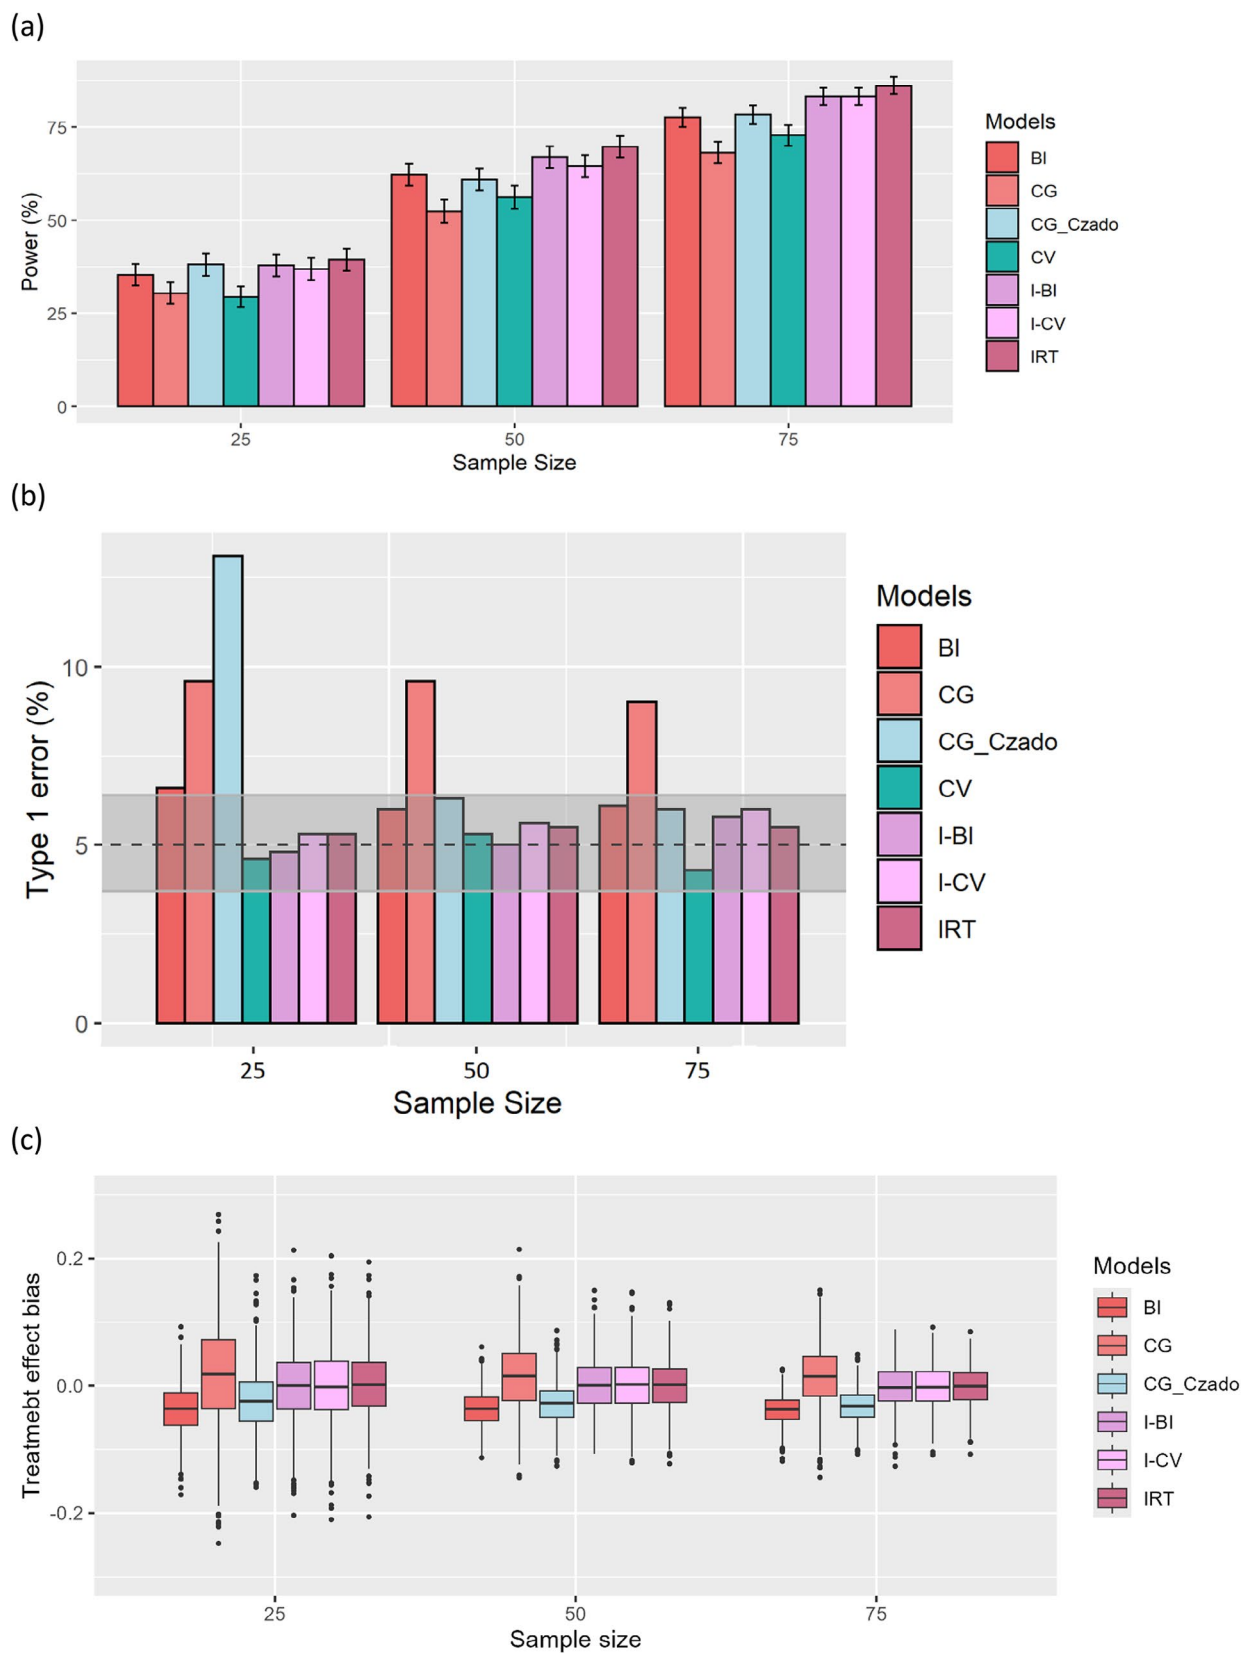 (a)
Power (%)
75
50
25
0
25
50
75
Sample Size
Models
BI
CG
CG_Czado
CV
I-BI
I-CV
IRT
(b)
Type 1 error (%)
10
5
0
25
50
75
Sample Size
Models
BI
CG
CG_Czado
CV
I-BI
I-CV
IRT
(c)
Treatmebt effect bias
0.2
0.0
-0.2
25
50
75
Sample size
Models
BI
CG
CG_Czado
I-BI
I-CV
IRT